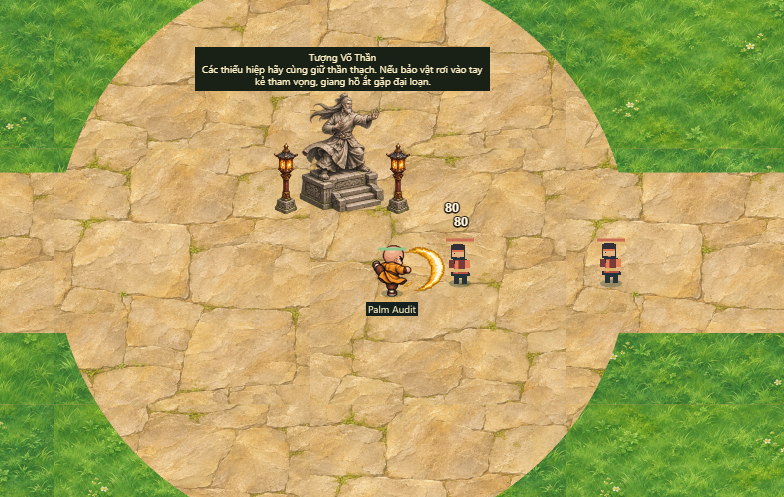 Tượng Võ Thần
Các thiếu hiệp hãy cùng giữ thần thạch. Nếu bảo vật rơi vào tay
kẻ tham vọng, giang hồ ắt gặp đại loạn.
80
80
Palm Audit